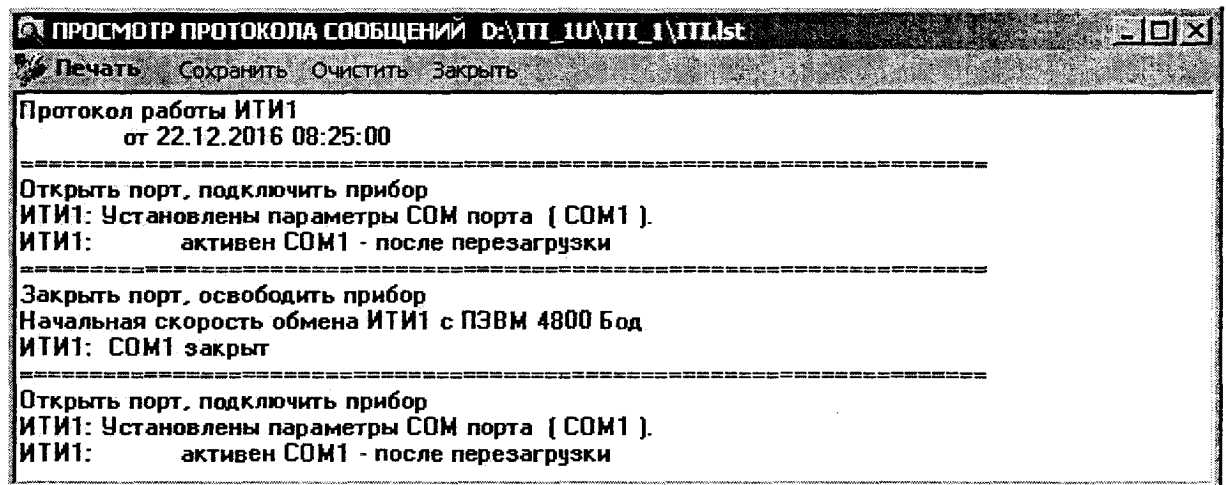 ПРОСМОТР ПРОТОКОЛА СООБЩЕНИЙ D:\ITI_1U\ITI_1\ITI.lst
Печать Сохранить Очистить Закрыть
Протокол работы ИТИ1
от 22.12.2016 08:25:00
======================================================================
Открыть порт, подключить прибор
ИТИ1: Установлены параметры COM порта ( COM1 ).
ИТИ1: активен COM1 - после перезагрузки
======================================================================
Закрыть порт, освободить прибор
Начальная скорость обмена ИТИ1 с ПЭВМ 4800 Бод
ИТИ1: COM1 закрыт
======================================================================
Открыть порт, подключить прибор
ИТИ1: Установлены параметры COM порта ( COM1 ).
ИТИ1: активен COM1 - после перезагрузки